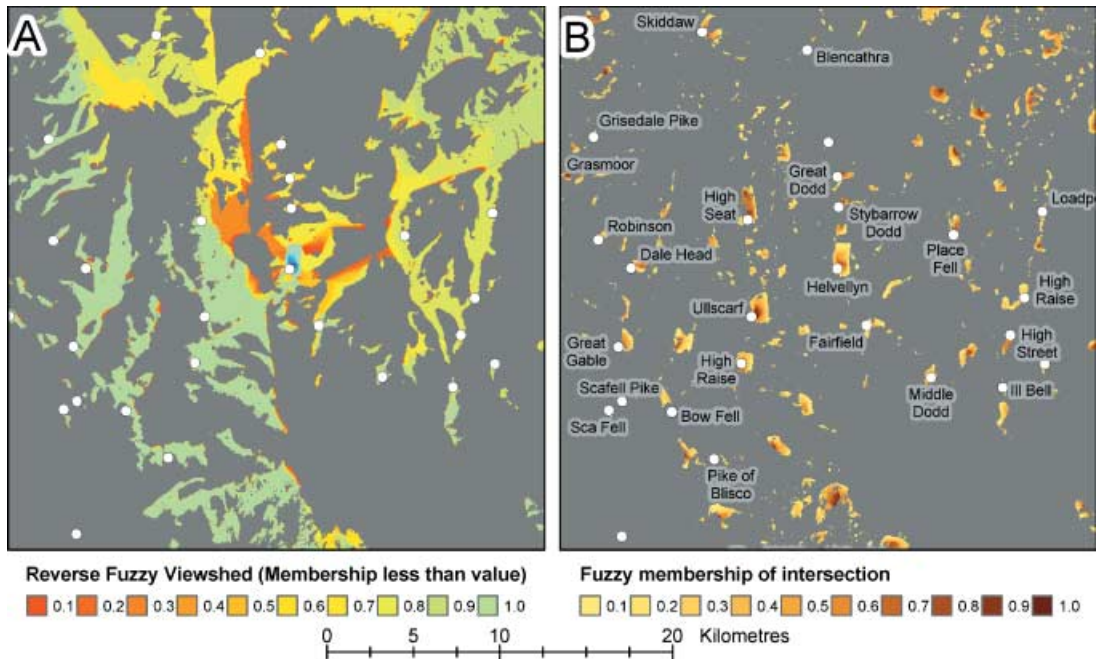 A
B
Skiddaw
Blencathra
Grisedale Pike
Grasmoor
Great
Dodd
High
Seat
Stybarrow
Dodd
Loadpo
Robinson
Dale Head
Place
Fell
Helvellyn
High
Raise
Ullscarf
Fairfield
High
Street
Great
Gable
High
Raise
Scafell Pike
Middle
Dodd
Ill Bell
Sca Fell
Bow Fell
Pike of
Blisco
Reverse Fuzzy Viewshed (Membership less than value)
0.1 0.2 0.3 0.4 0.5 0.6 0.7 0.8 0.9 1.0
Fuzzy membership of intersection
0.1 0.2 0.3 0.4 0.5 0.6 0.7 0.8 0.9 1.0
0 5 10 20 Kilometres